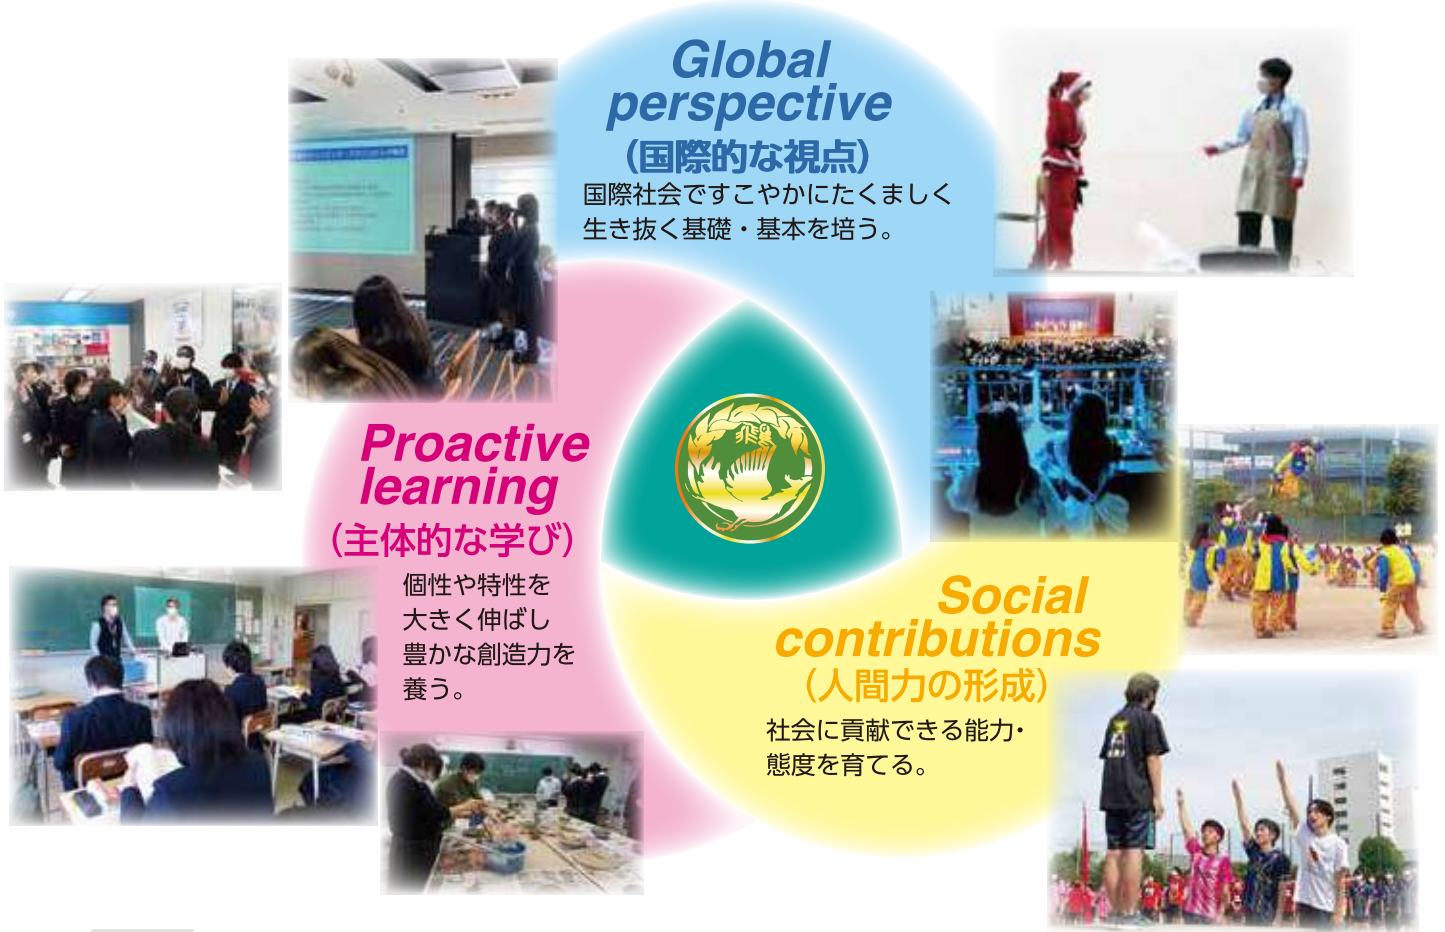 Global
perspective
（国際的な視点）
国際社会ですこやかにたくましく
生き抜く基礎・基本を培う。
Proactive
learning
（主体的な学び）
個性や特性を
大きく伸ばし
豊かな創造力を
養う。
Social
contributions
（人間力の形成）
社会に貢献できる能力・
態度を育てる。